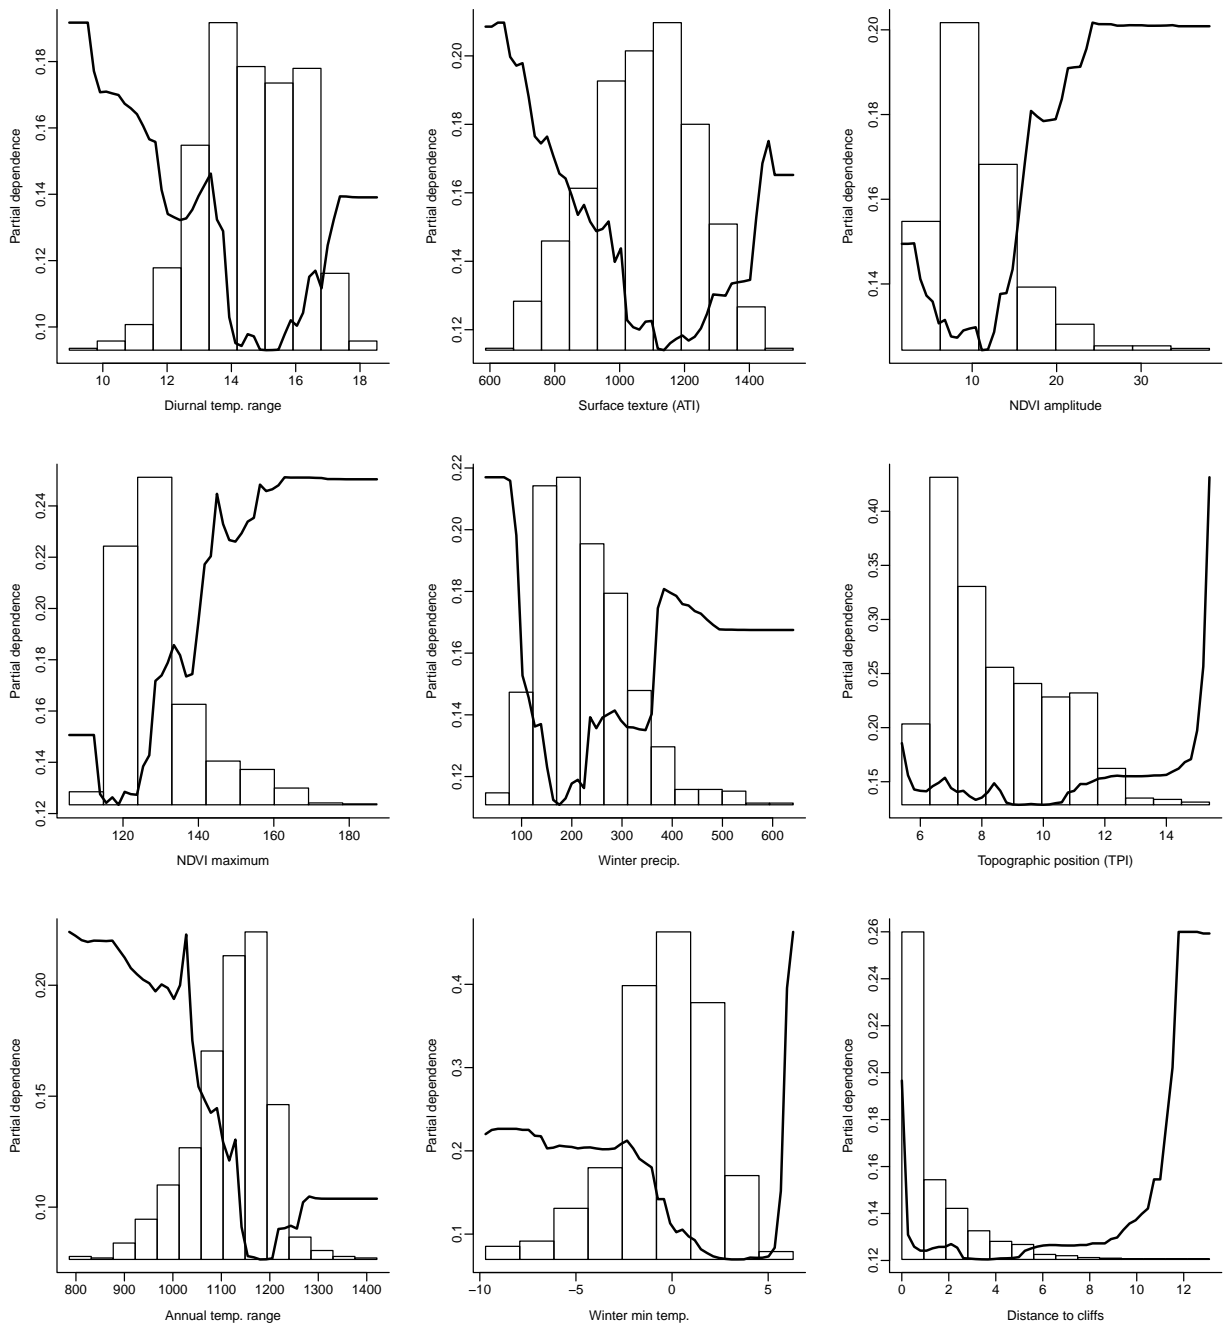 Partial dependence
0.10 0.12 0.14 0.16 0.18
10 12 14 16 18
Diurnal temp. range
Partial dependence
0.12 0.14 0.16 0.18 0.20
600 800 1000 1200 1400
Surface texture (ATI)
Partial dependence
0.14 0.16 0.18 0.20
10 20 30
NDVI amplitude
Partial dependence
0.12 0.14 0.16 0.18 0.20 0.22 0.24
120 140 160 180
NDVI maximum
Partial dependence
0.12 0.14 0.16 0.18 0.20 0.22
100 200 300 400 500 600
Winter precip.
Partial dependence
0.15 0.20 0.25 0.30 0.35 0.40
6 8 10 12 14
Topographic position (TPI)
Partial dependence
0.10 0.15 0.20
800 900 1000 1100 1200 1300 1400
Annual temp. range
Partial dependence
0.1 0.2 0.3 0.4
−10 −5 0 5
Winter min temp.
Partial dependence
0.12 0.14 0.16 0.18 0.20 0.22 0.24 0.26
0 2 4 6 8 10 12
Distance to cliffs